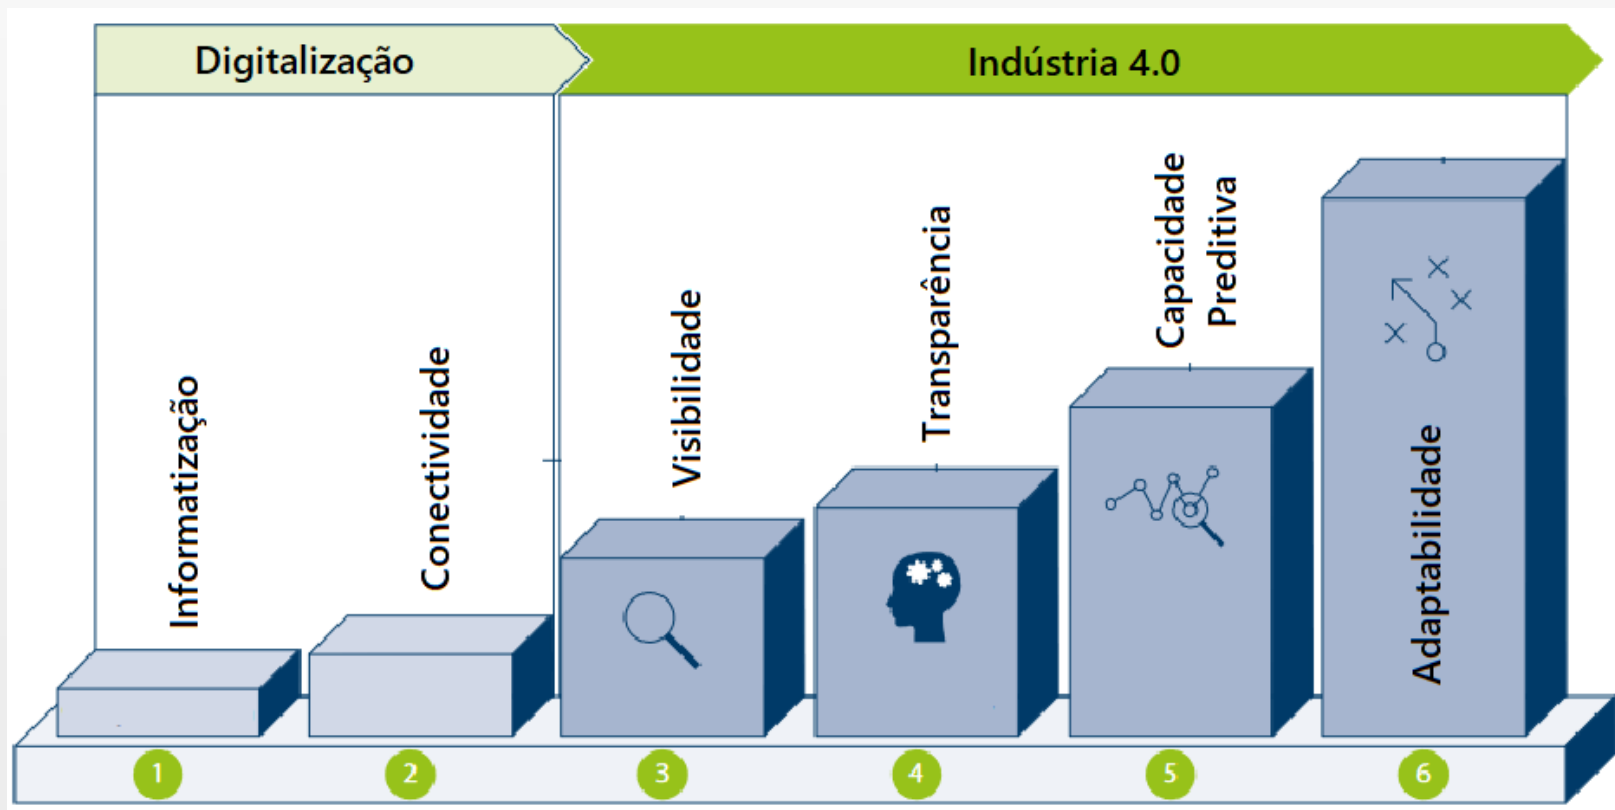 Digitalização
Indústria 4.0
Informatização
Conectividade
Visibilidade
Transparência
Capacidade
Preditiva
Adaptabilidade
1
2
3
4
5
6